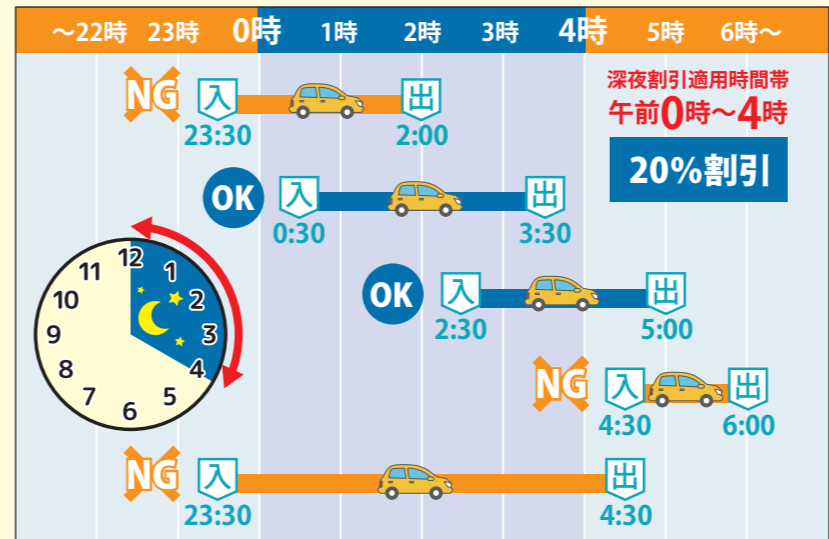 ～22時 23時 0時 1時 2時 3時 4時 5時 6時～
深夜割引適用時間帯
午前0時～4時
20%割引
NG 入 出
23:30 2:00
OK 入 出
0:30 3:30
OK 入 出
2:30 5:00
12
11 1
10 2
9 3
8 4
7 5
6
NG 入 出
4:30 6:00
NG 入 出
23:30 4:30